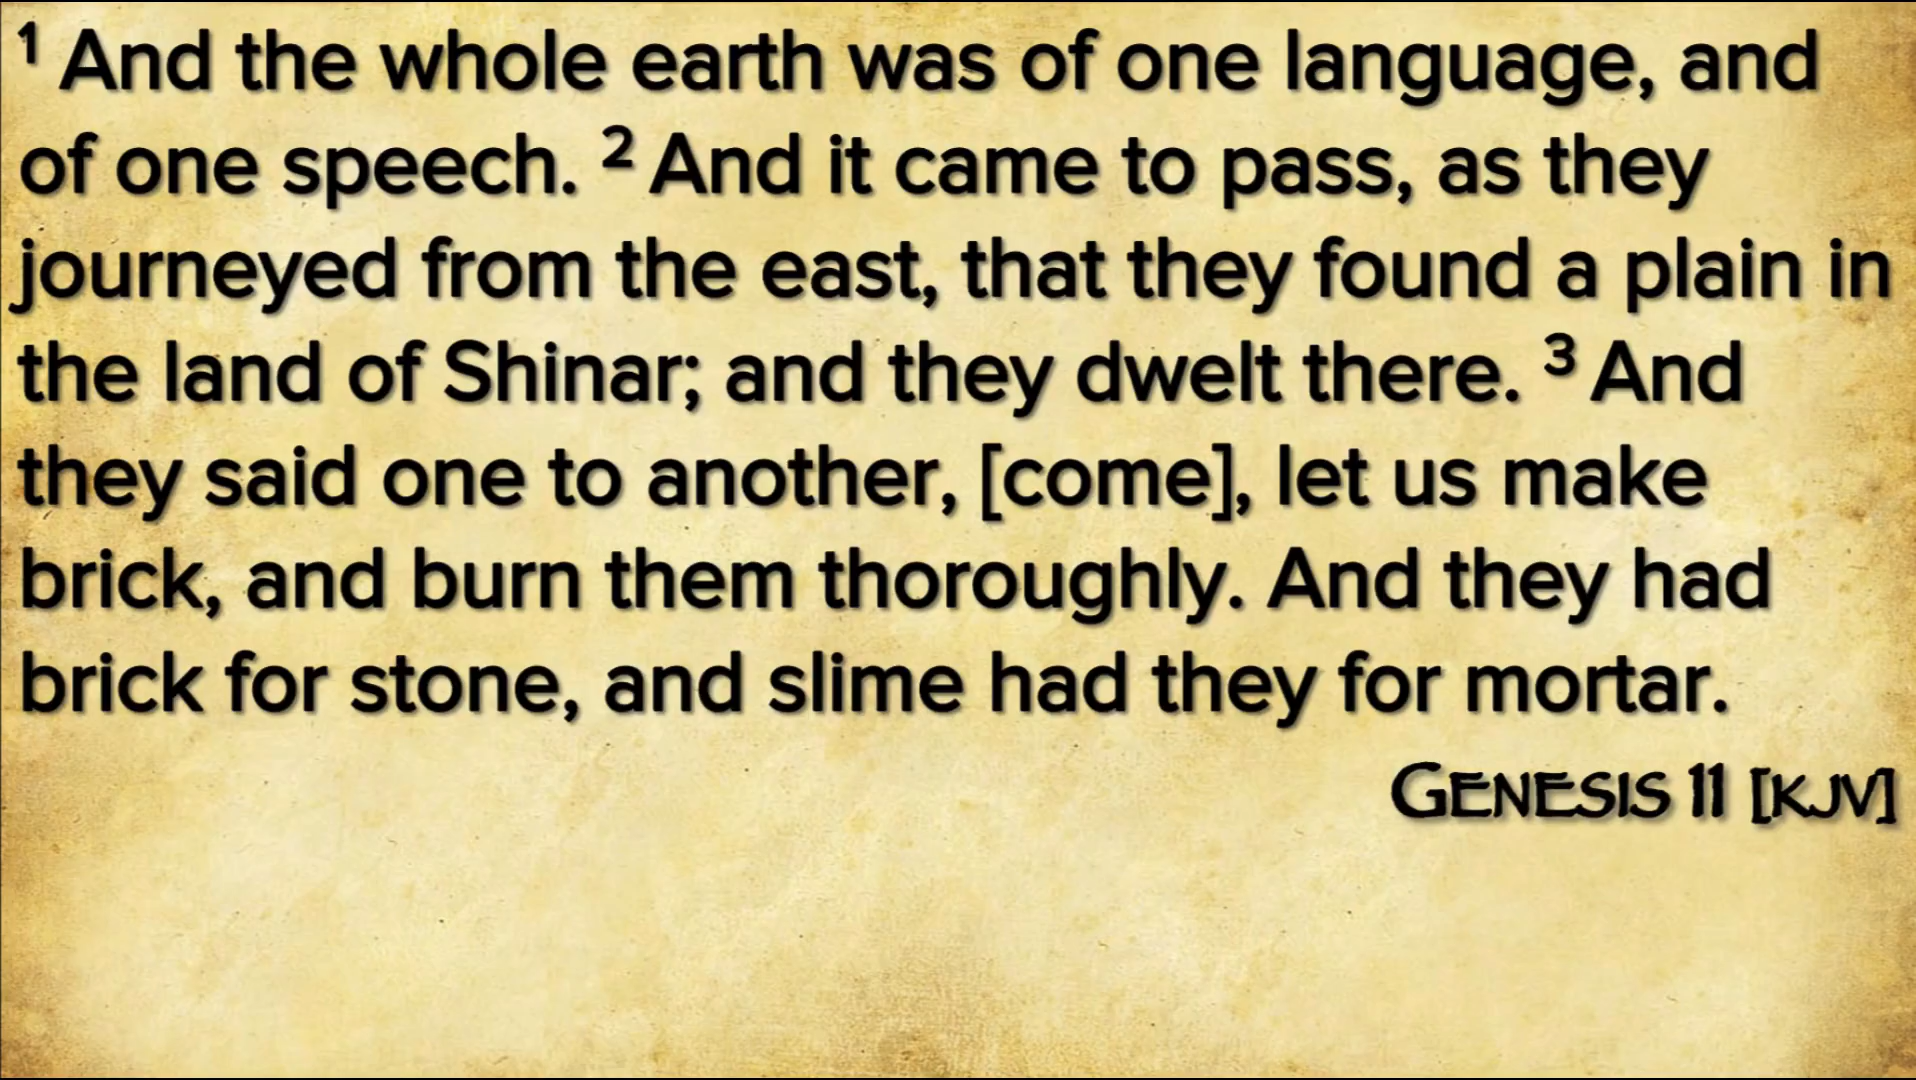 1 And the whole earth was of one language, and
of one speech. 2 And it came to pass, as they
journeyed from the east, that they found a plain in
the land of Shinar; and they dwelt there. 3 And
they said one to another, [come], let us make
brick, and burn them thoroughly. And they had
brick for stone, and slime had they for mortar.
GENESIS 11 [KJV]